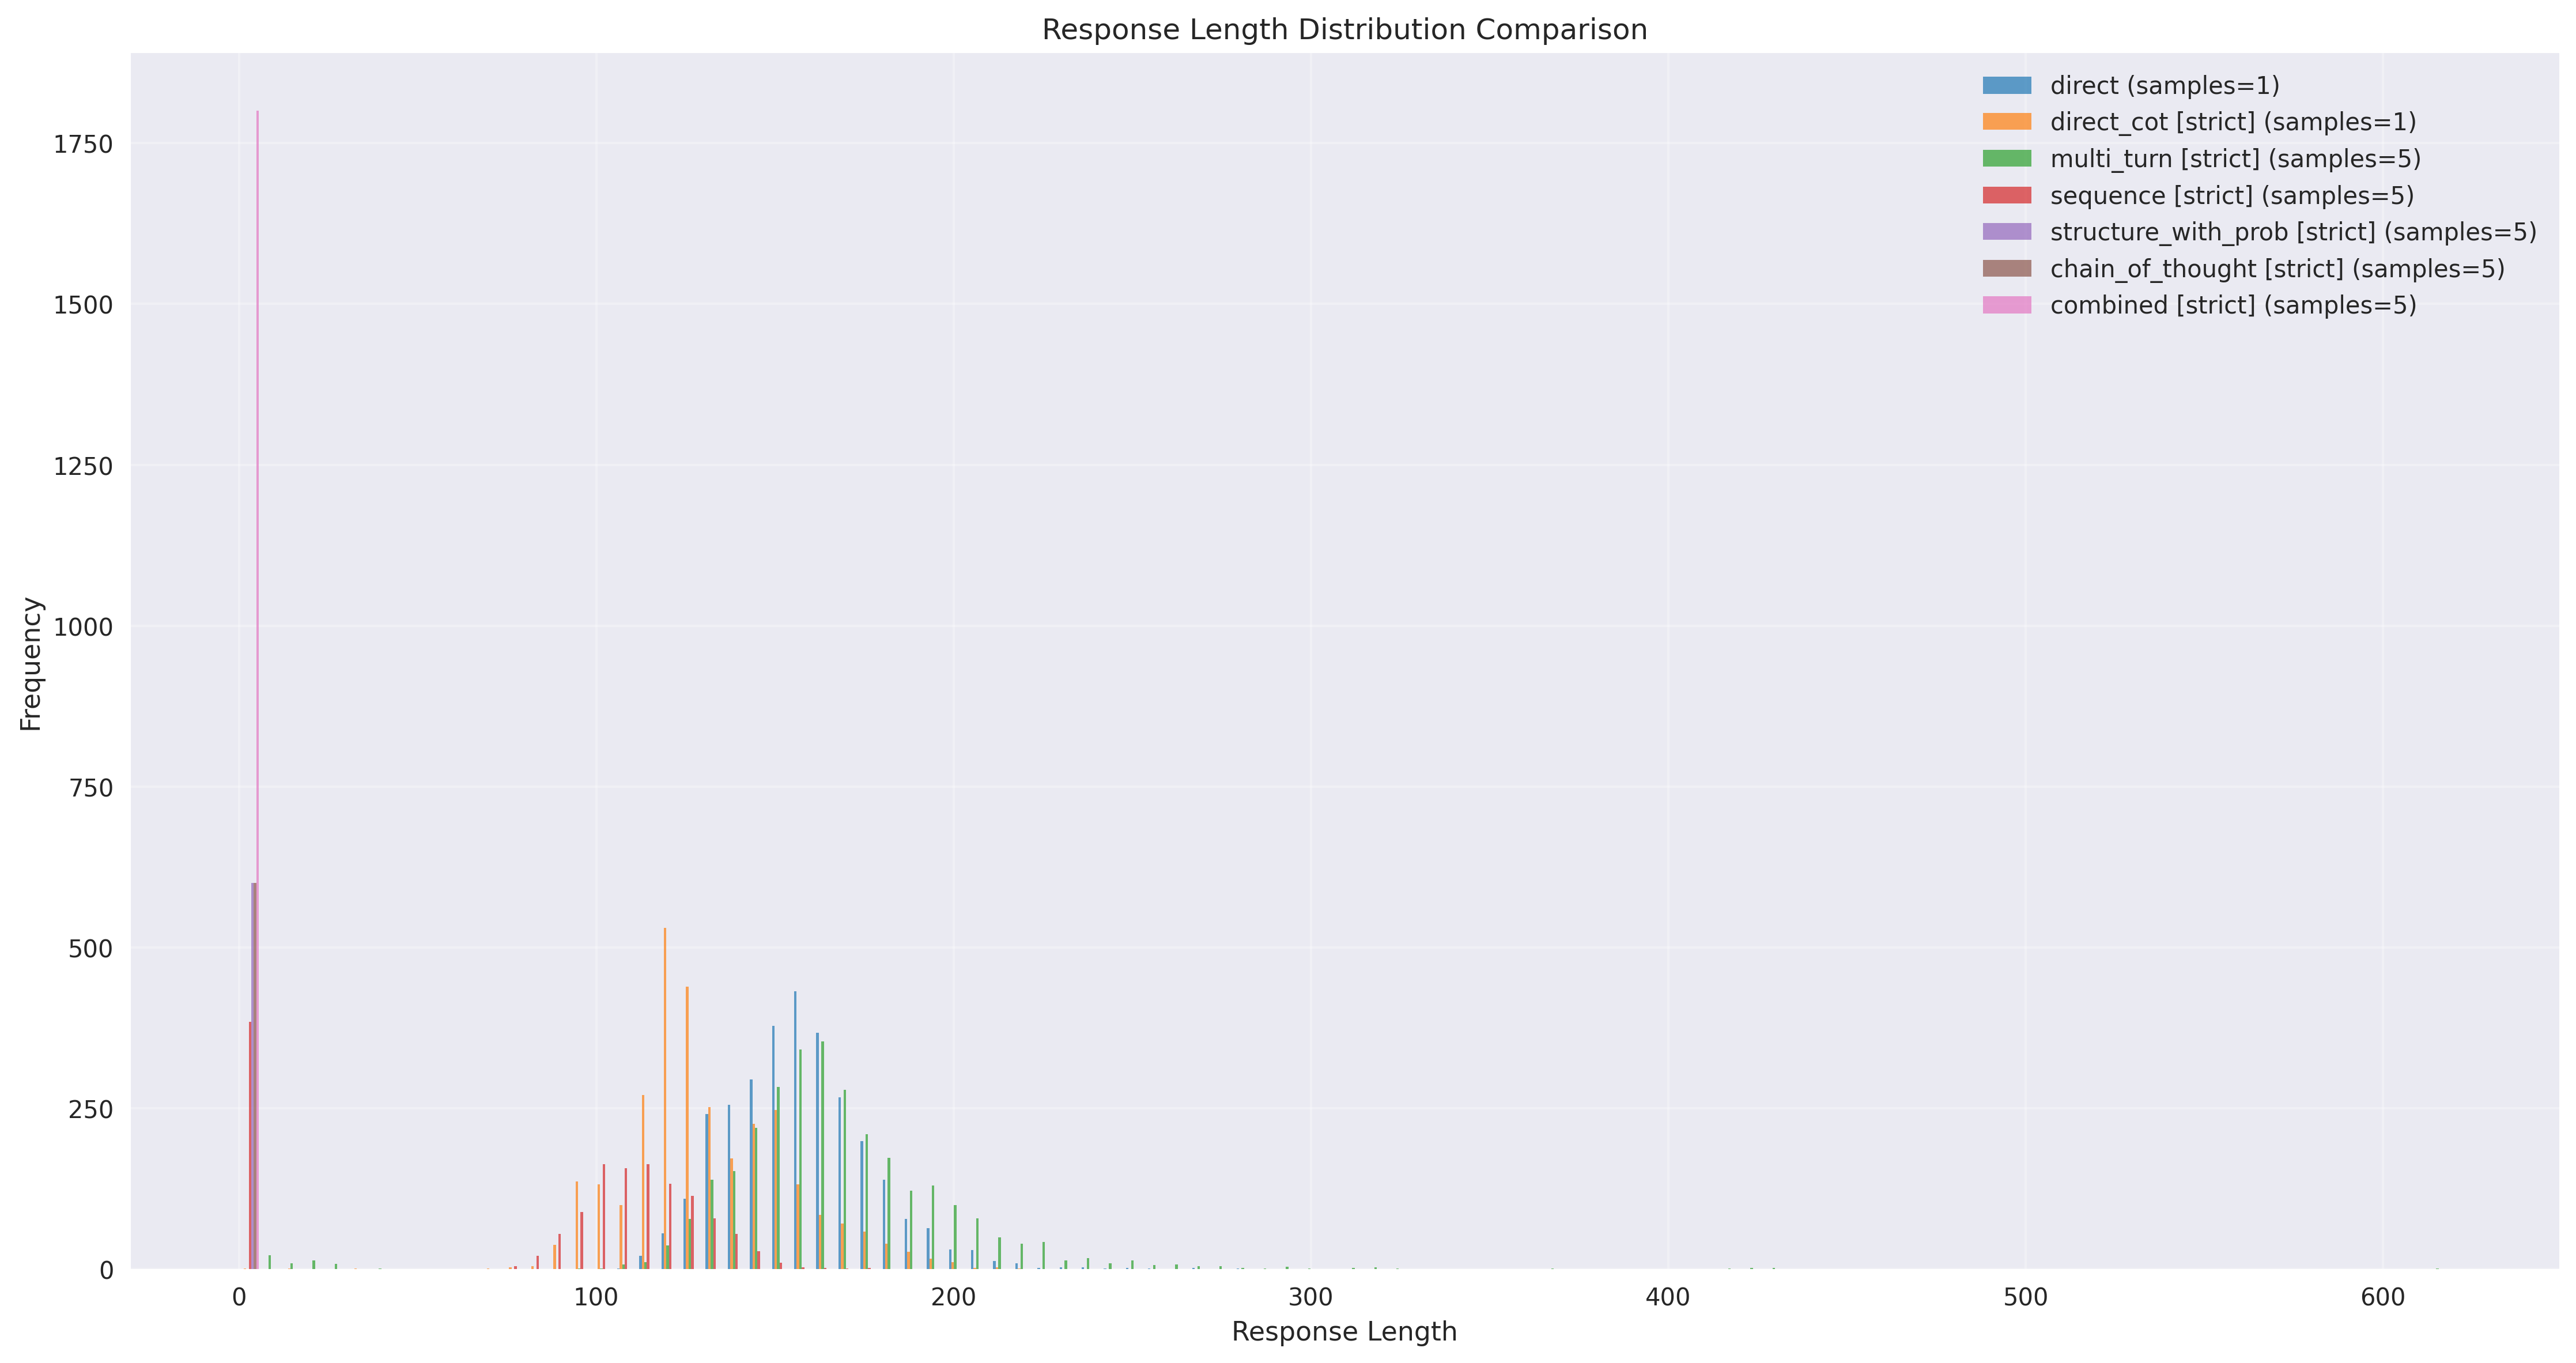 Response Length Distribution Comparison
direct (samples=1)
direct_cot [strict] (samples=1)
multi_turn [strict] (samples=5)
sequence [strict] (samples=5)
structure_with_prob [strict] (samples=5)
chain_of_thought [strict] (samples=5)
combined [strict] (samples=5)
Frequency
1750
1500
1250
1000
750
500
250
0
0 100 200 300 400 500 600
Response Length